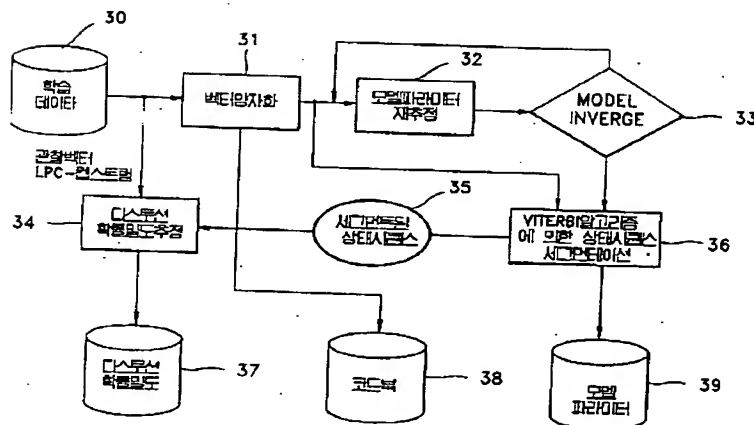 30
학습
데이타
31
벡터양자화
32
모델파라미터
재추정
MODEL
INVERGE
33
관찰벡터
LPC-켑스트럼
34
디스토션
확률밀도추정
35
세그먼트된
상태시퀀스
VITERBI알고리즘
에 의한 상태시퀀스
세그먼테이션
36
디스토션
확률밀도
37
코드북
38
모델
파라미터
39